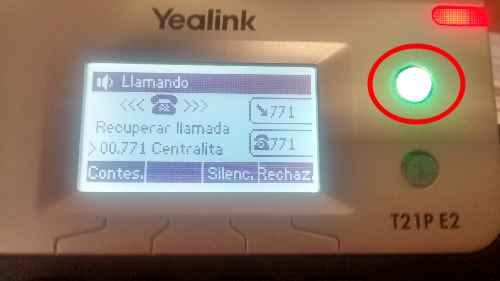 Yealink
Llamando
<<< >>>
771
Recuperar llamada
771
>00.771 Centralita
Contes. Silenc. Rechaz.
T21P E2